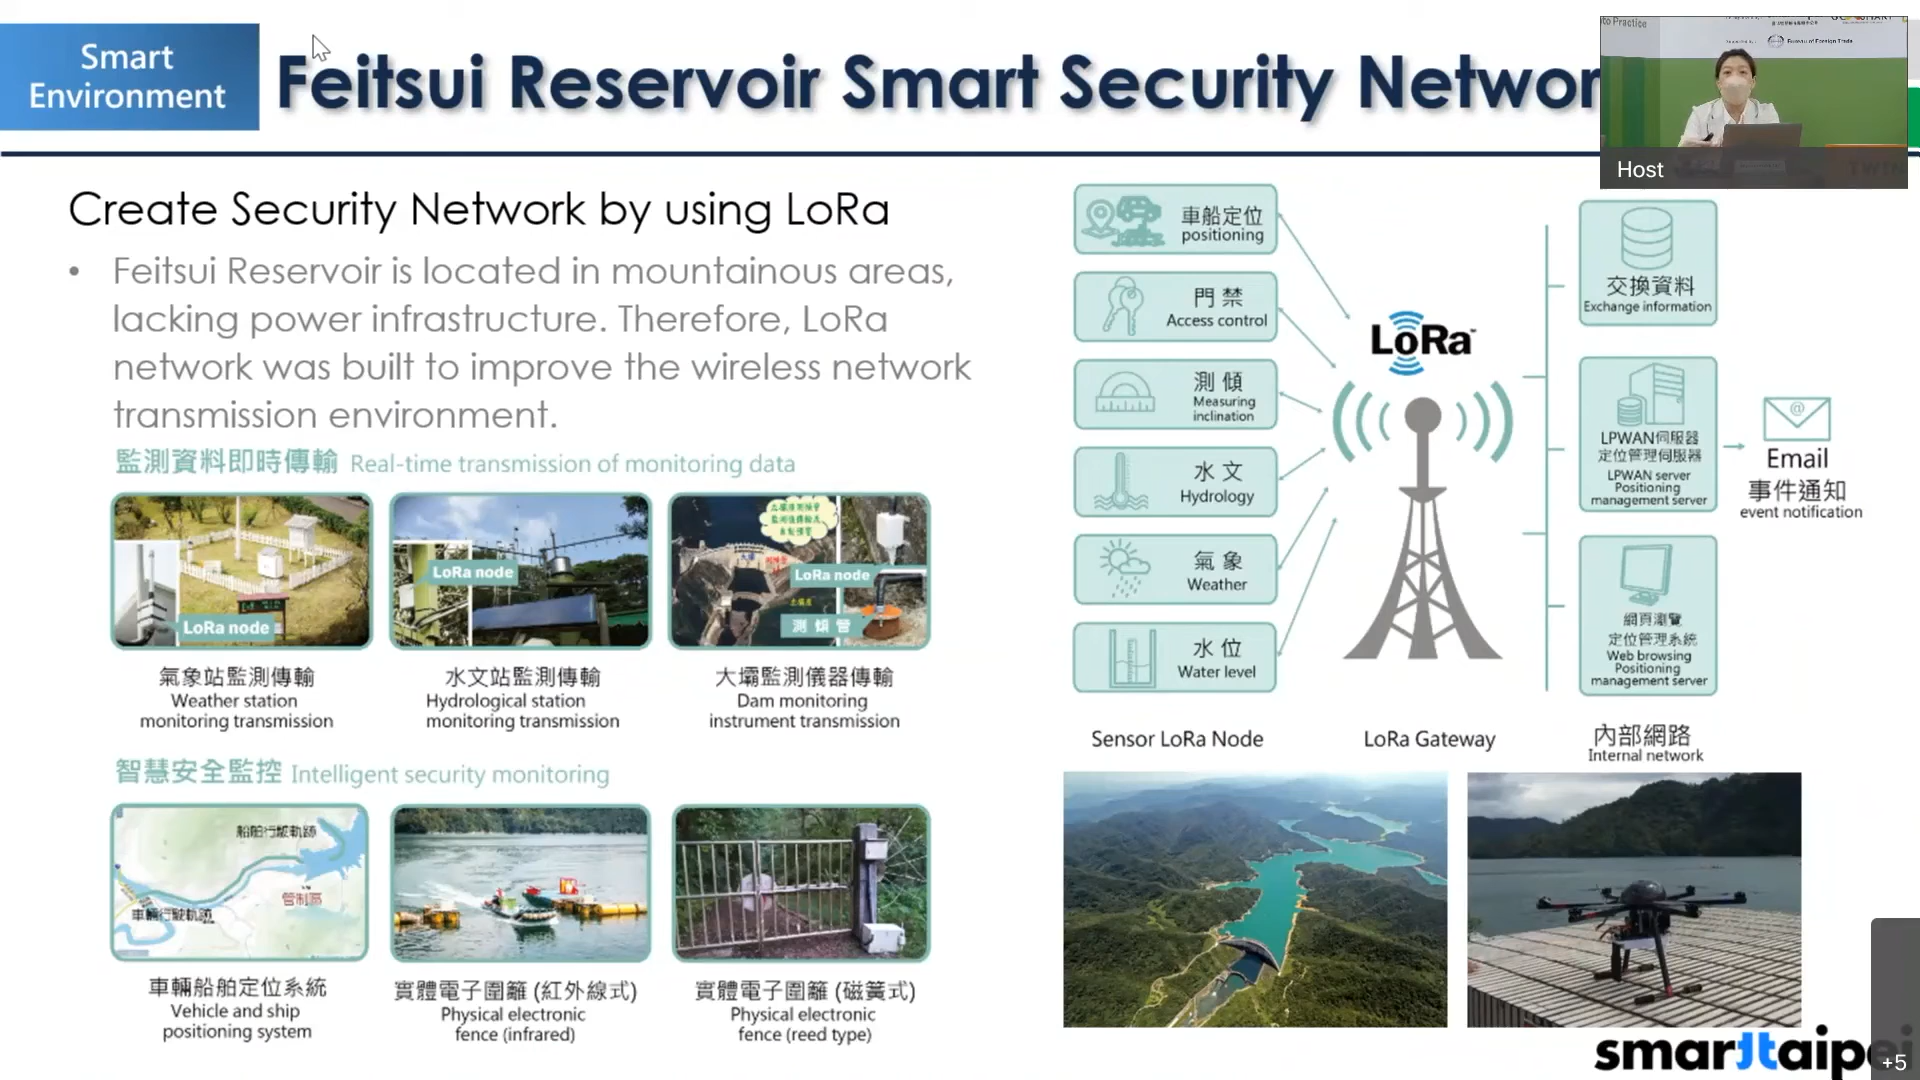 Smart
Environment
Feitsui Reservoir Smart Security Networ
to Practice
Bureau of Foreign Trade
Host
Create Security Network by using LoRa
• Feitsui Reservoir is located in mountainous areas,
lacking power infrastructure. Therefore, LoRa
network was built to improve the wireless network
transmission environment.
監測資料即時傳輸 Real-time transmission of monitoring data
LoRa node
LoRa node
LoRa node
測 傾 管
氣象站監測傳輸
Weather station
monitoring transmission
水文站監測傳輸
Hydrological station
monitoring transmission
大壩監測儀器傳輸
Dam monitoring
instrument transmission
智慧安全監控 Intelligent security monitoring
船舶行駛軌跡
管制區
車輛行駛軌跡
車輛船舶定位系統
Vehicle and ship
positioning system
實體電子圍籬 (紅外線式)
Physical electronic
fence (infrared)
實體電子圍籬 (磁簧式)
Physical electronic
fence (reed type)
車船定位
positioning
門 禁
Access control
測 傾
Measuring
inclination
水 文
Hydrology
氣 象
Weather
水 位
Water level
Sensor LoRa Node
LoRa™
LoRa Gateway
交換資料
Exchange information
LPWAN伺服器
定位管理伺服器
LPWAN server
Positioning
management server
網頁瀏覽
定位管理系統
Web browsing
Positioning
management server
內部網路
Internal network
@
Email
事件通知
event notification
smarttaipei
+5